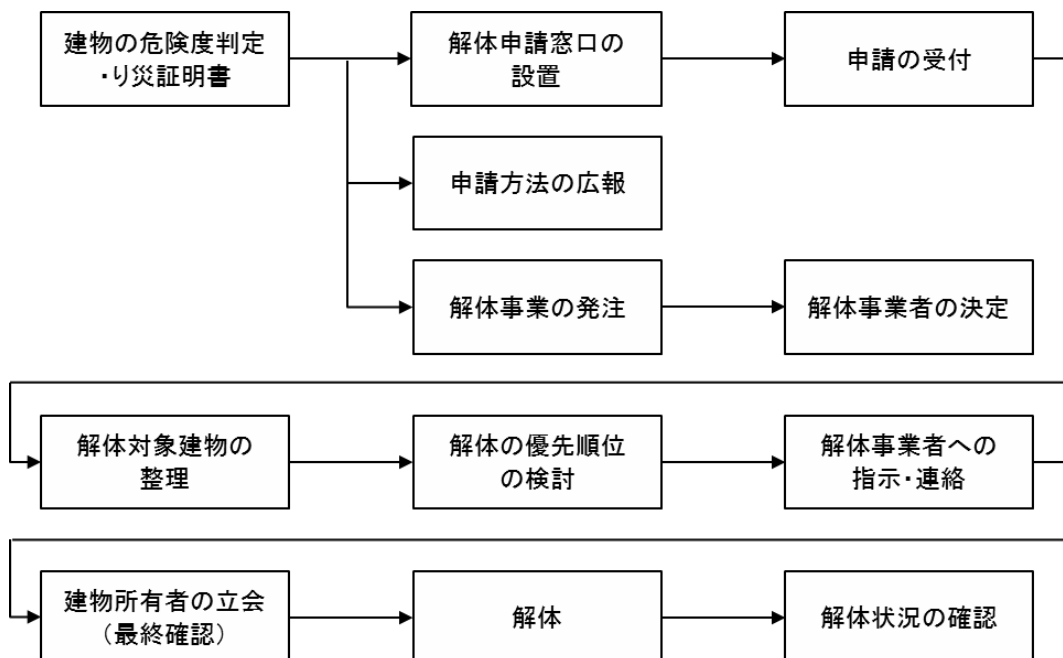 建物の危険度判定
・り災証明書
解体申請窓口の
設置
申請の受付
申請方法の広報
解体事業の発注
解体事業者の決定
解体対象建物の
整理
解体の優先順位
の検討
解体事業者への
指示・連絡
建物所有者の立会
（最終確認）
解体
解体状況の確認